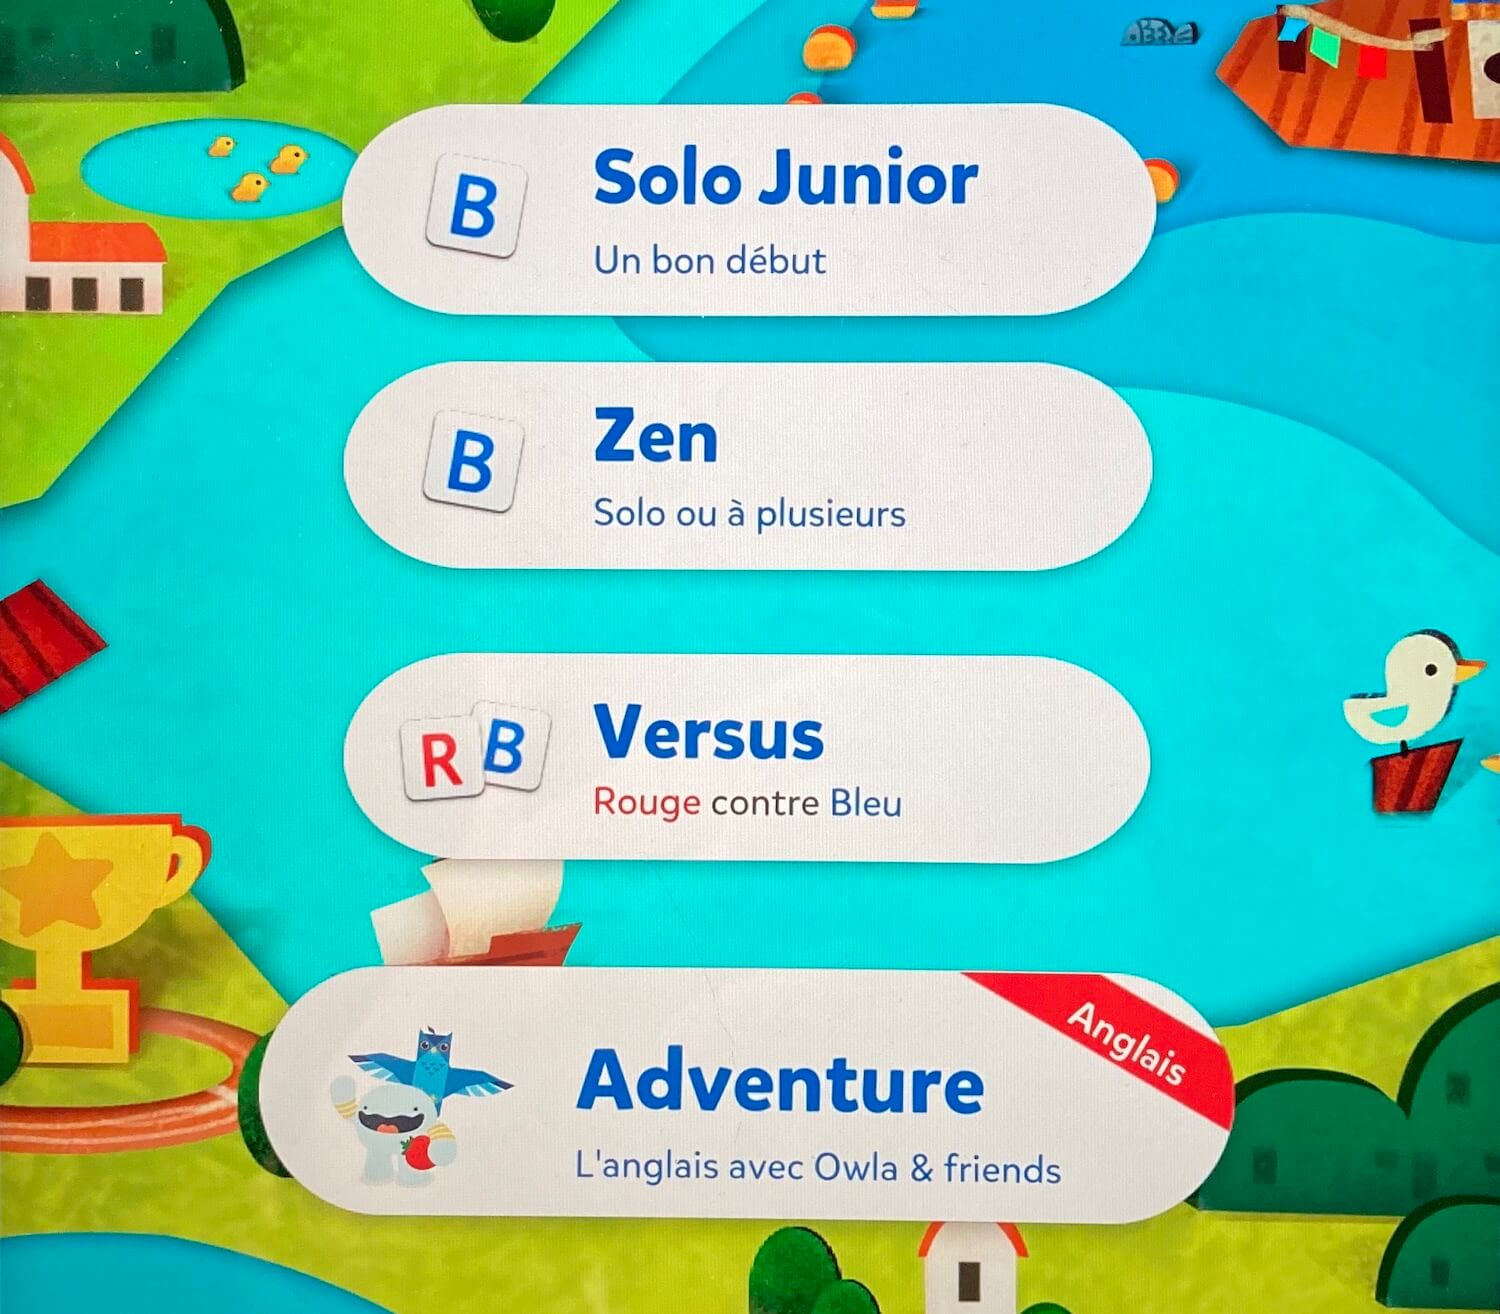 B
Solo Junior
Un bon début
B
Zen
Solo ou à plusieurs
R B
Versus
Rouge contre Bleu
Anglais
Adventure
L'anglais avec Owla & friends